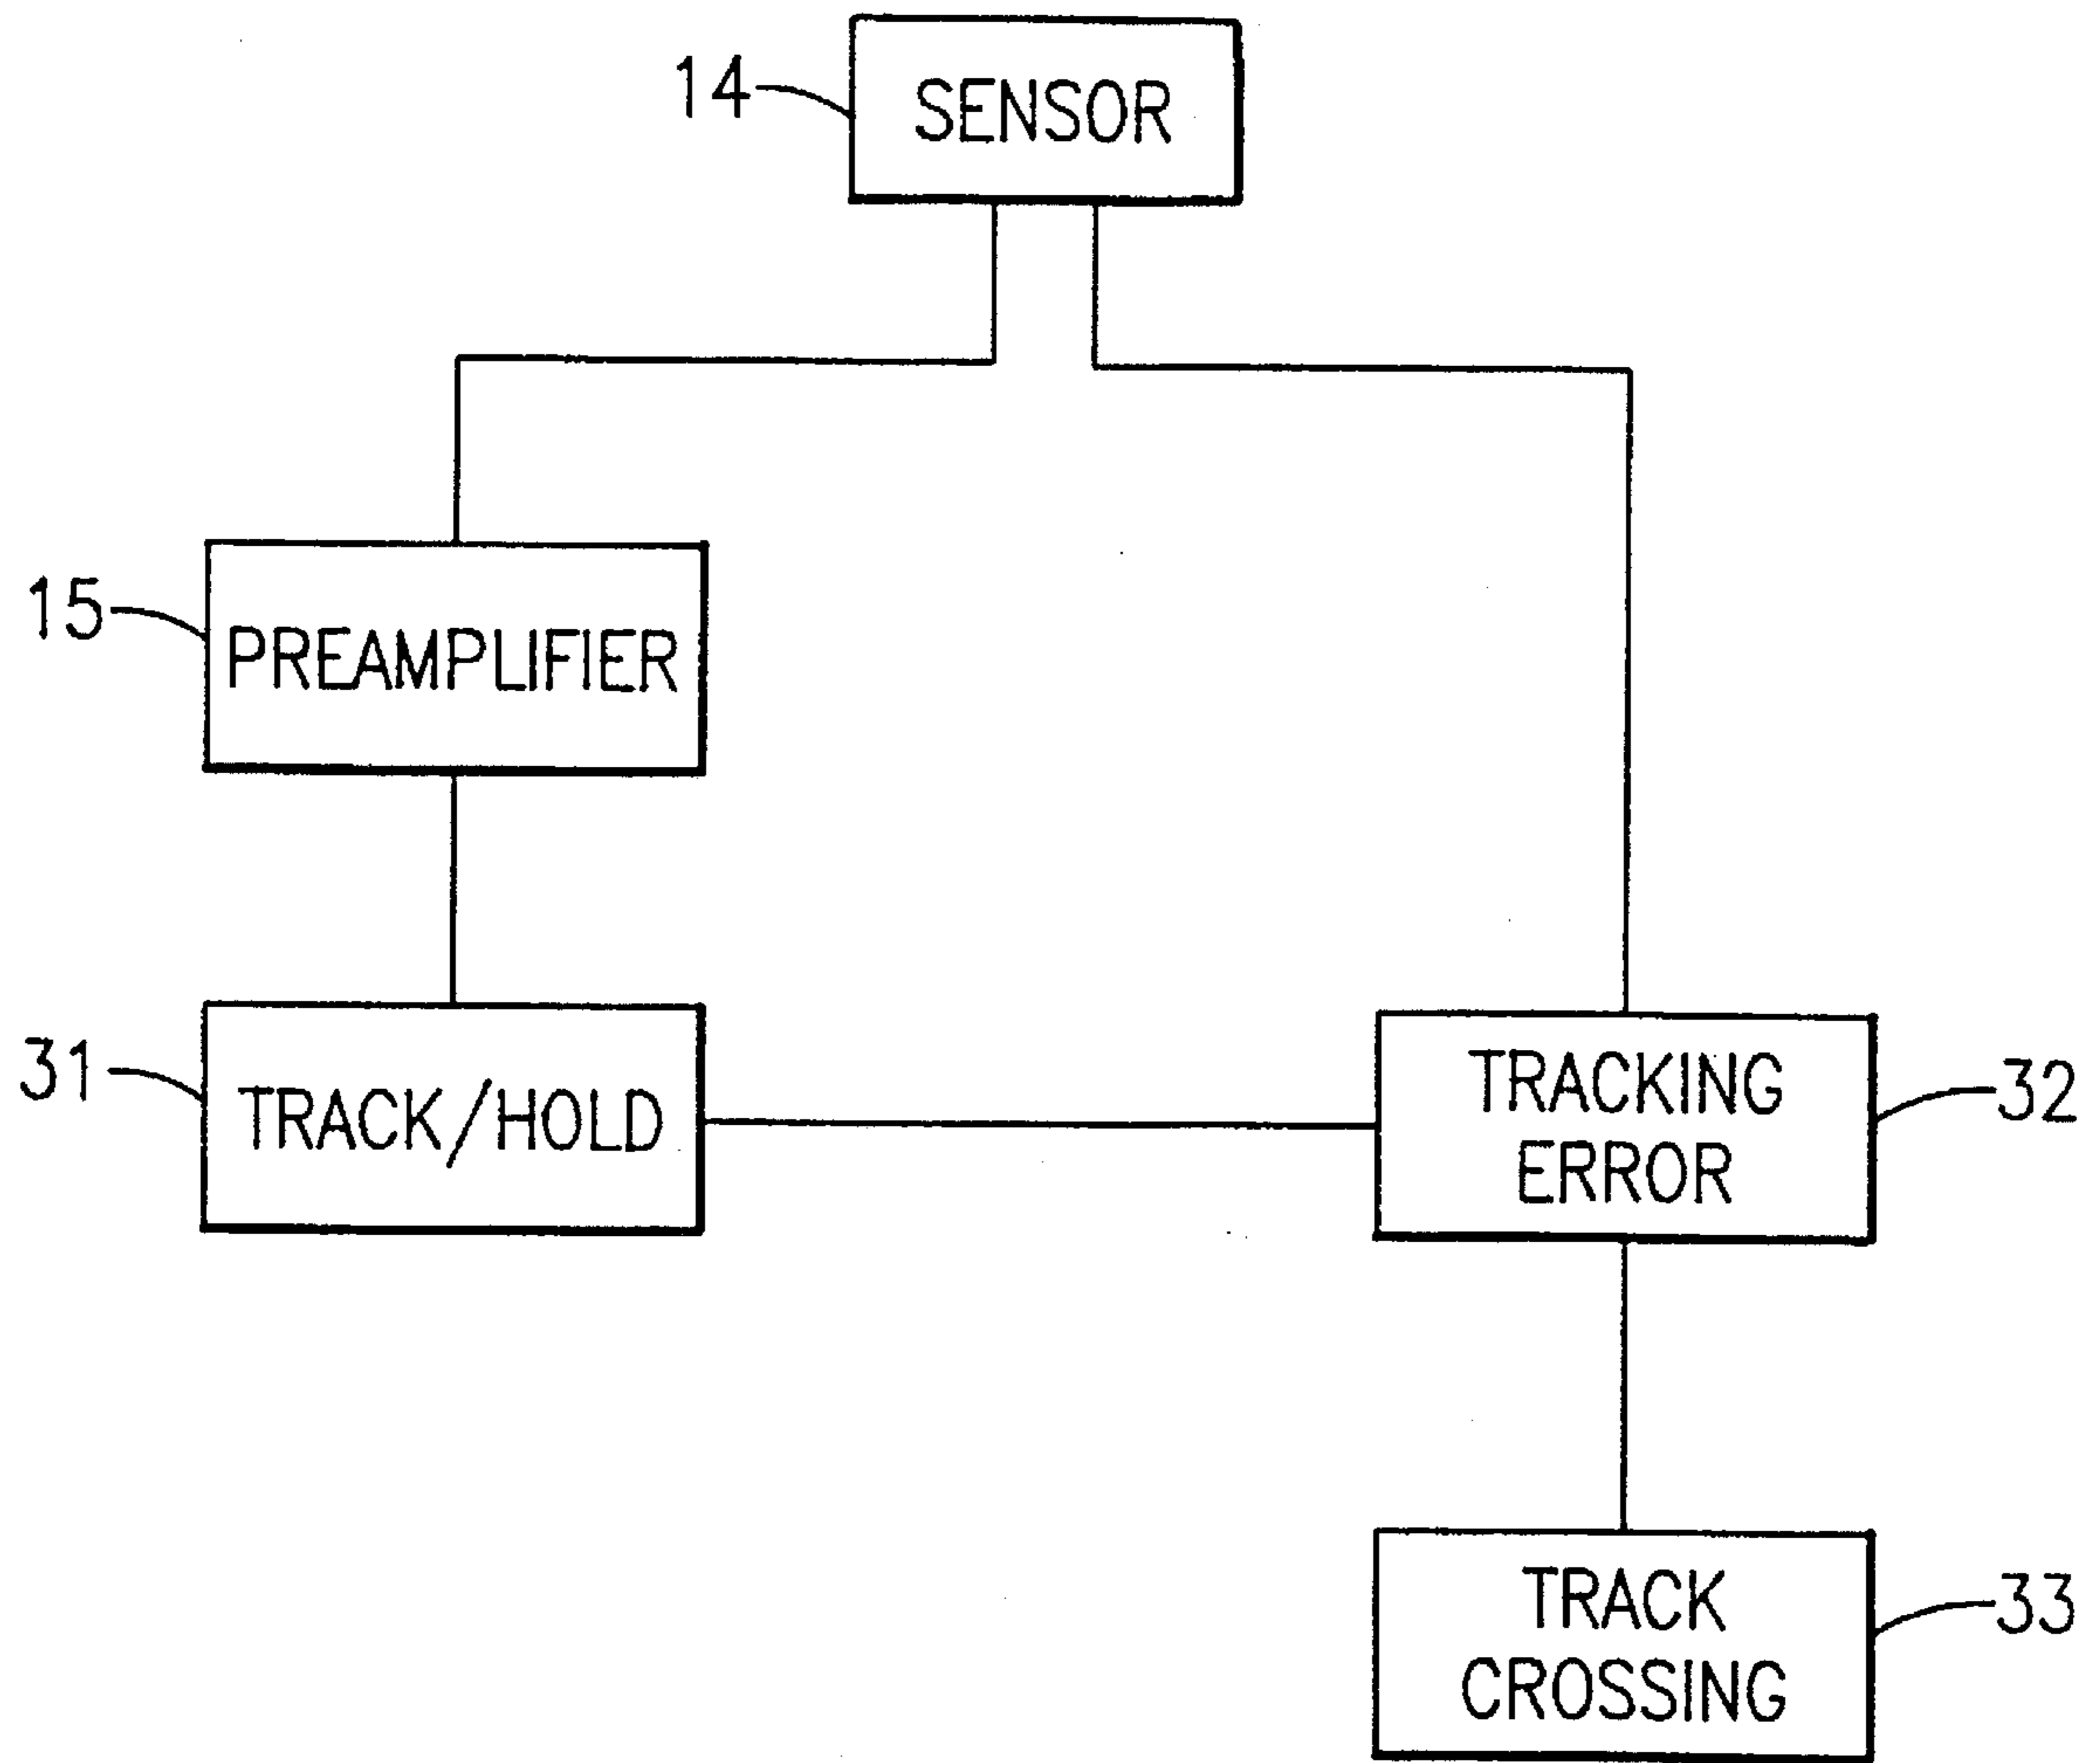 14
SENSOR
15
PREAMPLIFIER
31
TRACK/HOLD
TRACKING
ERROR
32
TRACK
CROSSING
33